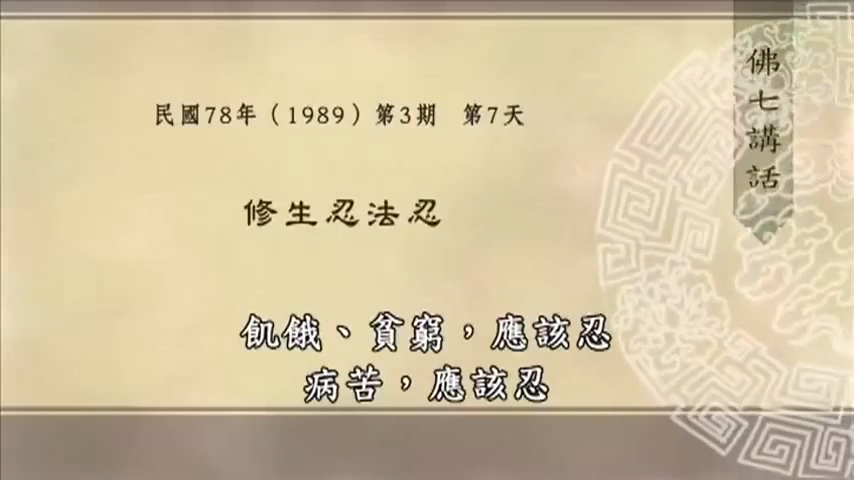 佛七講話
民國78年（1989）第3期　第7天
修生忍法忍
飢餓、貧窮，應該忍
病苦，應該忍